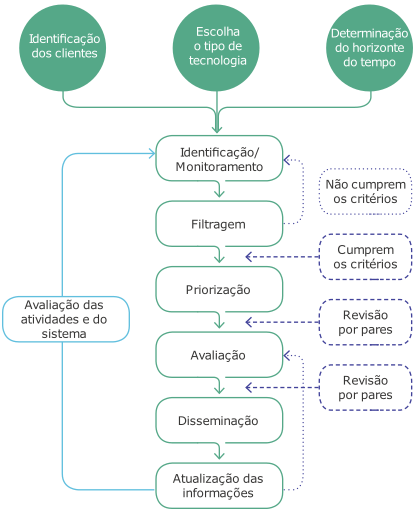 Identificação
dos clientes
Escolha
o tipo de
tecnologia
Determinação
do horizonte
do tempo
Identificação/
Monitoramento
Não cumprem
os critérios
Filtragem
Cumprem
os critérios
Priorização
Avaliação das
atividades e do
sistema
Revisão
por pares
Avaliação
Revisão
por pares
Disseminação
Atualização das
informações